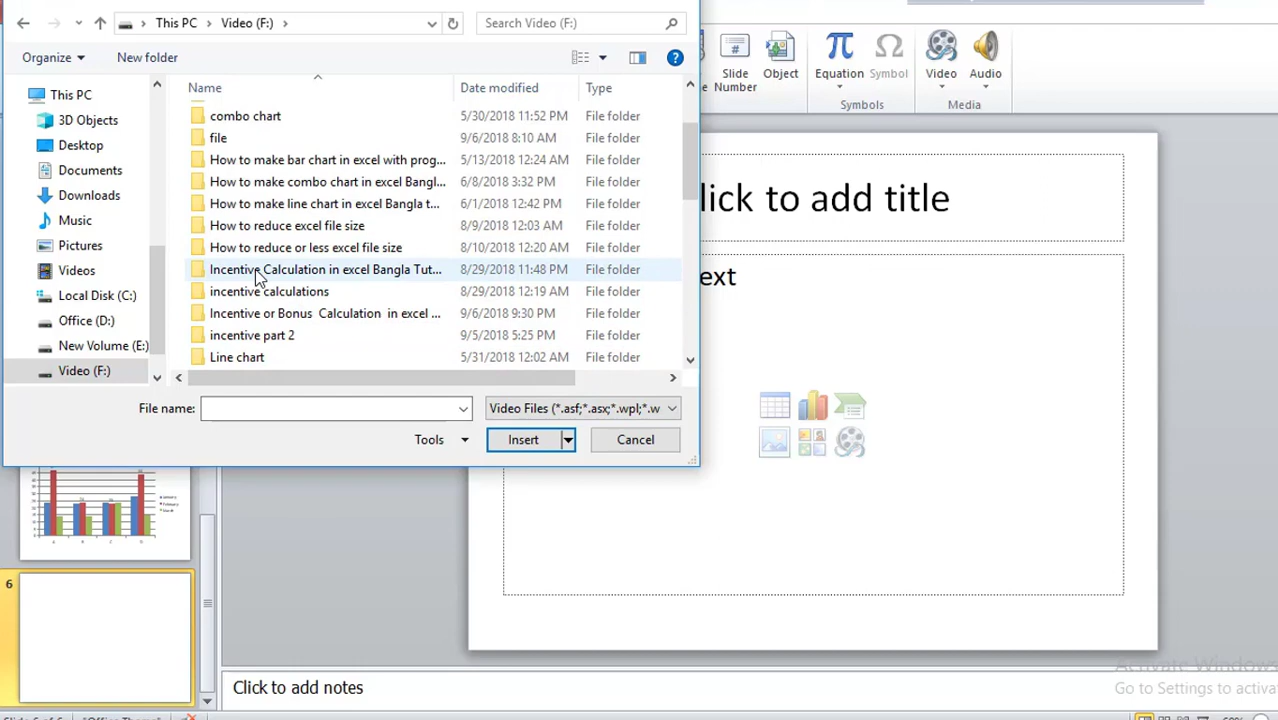 This PC > Video (F:) >
Search Video (F:)
Organize
New folder
Name
Date modified
Type
This PC
3D Objects
Desktop
Documents
Downloads
Music
Pictures
Videos
Local Disk (C:)
Office (D:)
New Volume (E:)
Video (F:)
combo chart 5/30/2018 11:52 PM File folder
file 9/6/2018 8:10 AM File folder
How to make bar chart in excel with prog... 5/13/2018 12:24 AM File folder
How to make combo chart in excel Bangl... 6/8/2018 3:32 PM File folder
How to make line chart in excel Bangla t... 6/1/2018 12:42 PM File folder
How to reduce excel file size 8/9/2018 12:03 AM File folder
How to reduce or less excel file size 8/10/2018 12:20 AM File folder
Incentive Calculation in excel Bangla Tut... 8/29/2018 11:48 PM File folder
incentive calculations 8/29/2018 12:19 AM File folder
Incentive or Bonus Calculation in excel ... 9/6/2018 9:30 PM File folder
incentive part 2 9/5/2018 5:25 PM File folder
Line chart 5/31/2018 12:02 AM File folder
File name:
Video Files (*.asf;*.asx;*.wpl;*.w
Tools
Insert
Cancel
Slide
Number
Object
Equation
Symbol
Video
Audio
Symbols
Media
lick to add title
ext
6
Click to add notes
Activate Windows
Go to Settings to activa
Slide 6 of 6
"Office Theme"